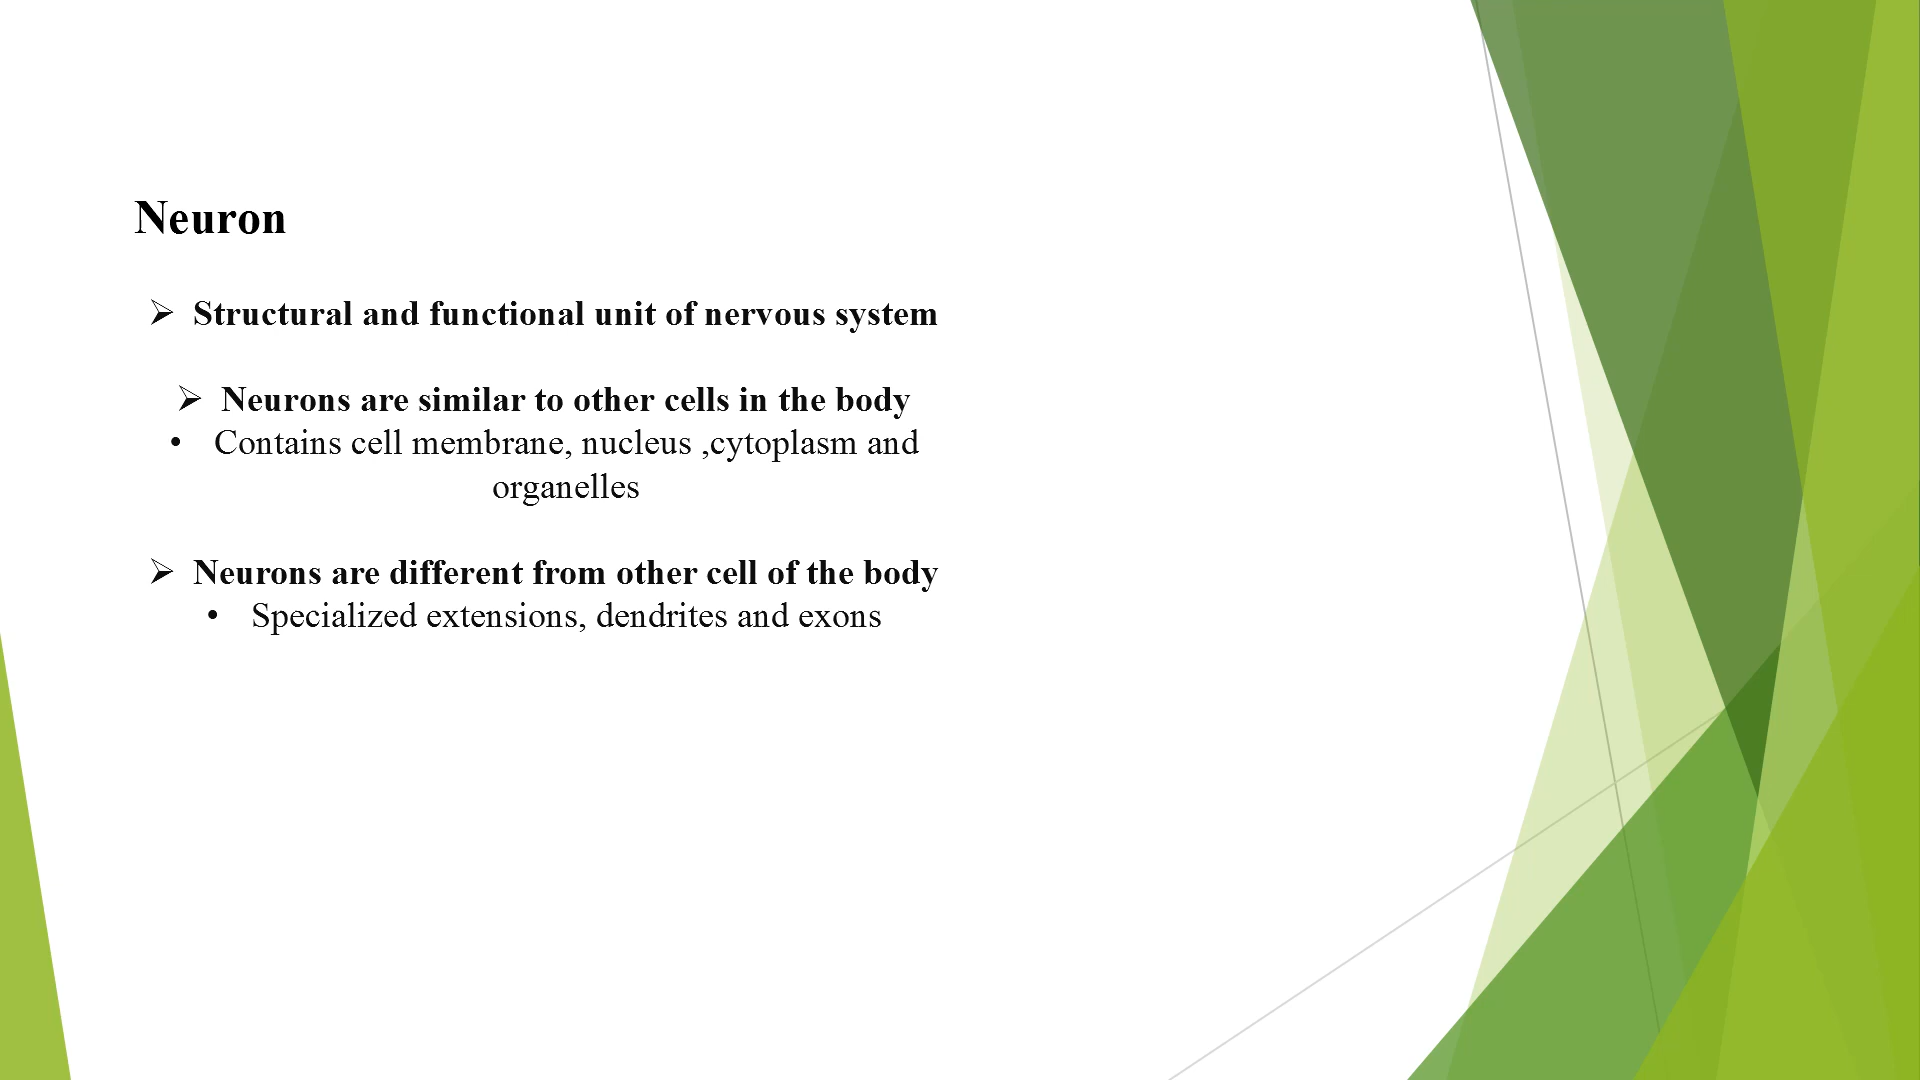 Neuron
➢ Structural and functional unit of nervous system
➢ Neurons are similar to other cells in the body
• Contains cell membrane, nucleus ,cytoplasm and
organelles
➢ Neurons are different from other cell of the body
• Specialized extensions, dendrites and exons